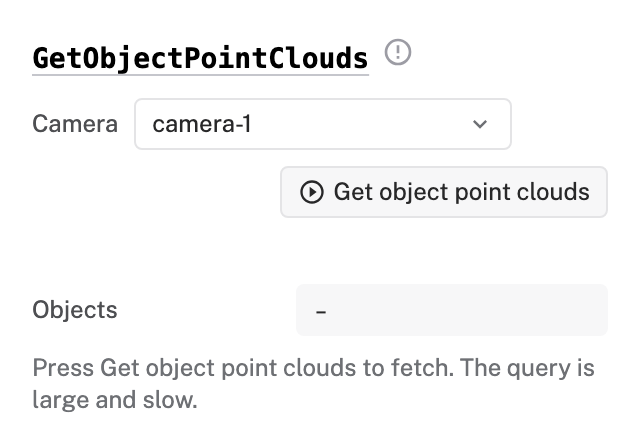 GetObjectPointClouds
Camera
camera-1
Get object point clouds
Objects
–
Press Get object point clouds to fetch. The query is
large and slow.